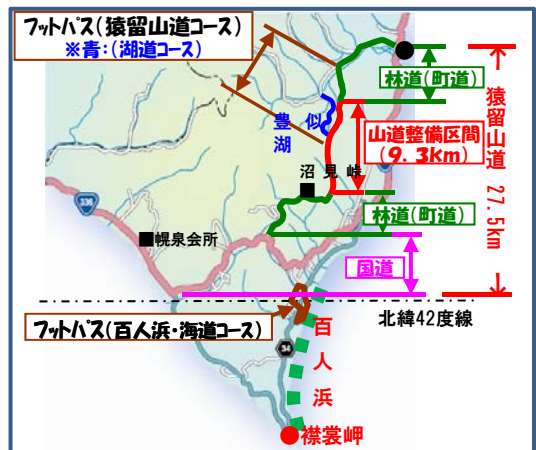 フットパス(猿留山道コース)
※青:(湖道コース)
林道(町道)
猿留山道 27.5km
豊似湖
山道整備区間
(9.3km)
沼見峠
336
幌泉会所
林道(町道)
国道
北緯42度線
フットパス(百人浜・海道コース)
34
百人浜
襟裳岬